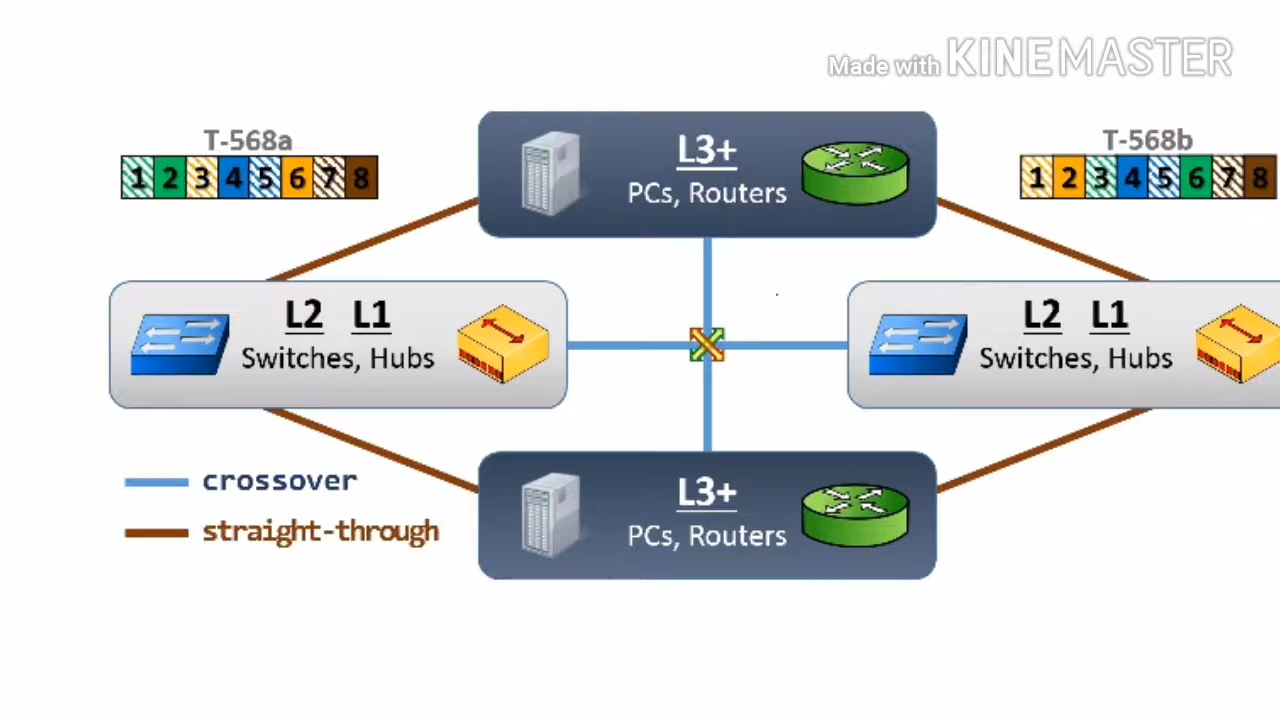 Made with KINEMASTER
T-568a
1 2 3 4 5 6 7 8
T-568b
1 2 3 4 5 6 7 8
L3+
PCs, Routers
L2 L1
Switches, Hubs
L2 L1
Switches, Hubs
crossover
straight-through
L3+
PCs, Routers